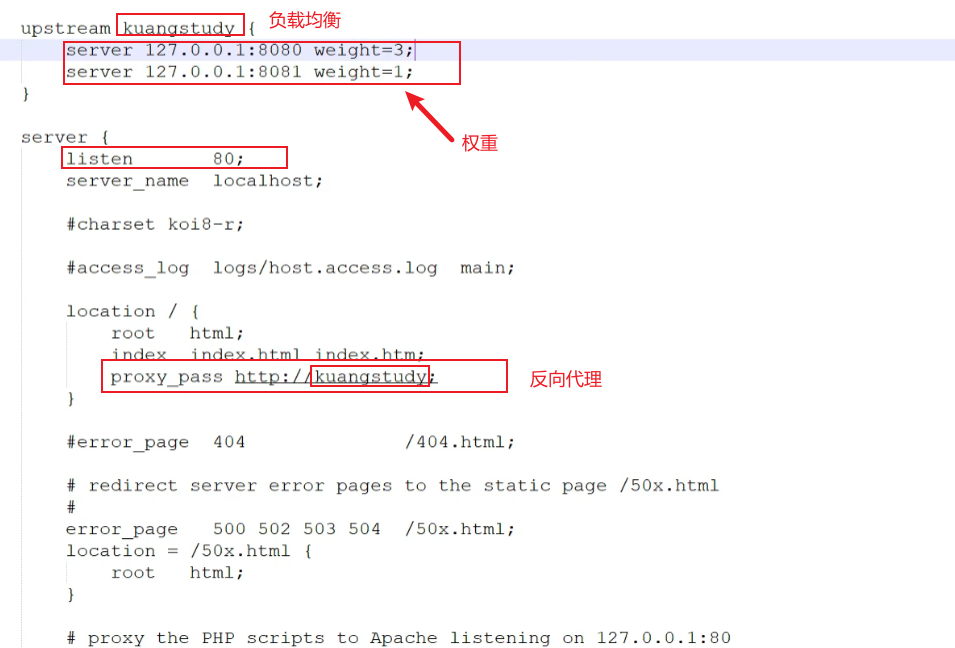 upstream kuangstudy { 负载均衡
server 127.0.0.1:8080 weight=3;
server 127.0.0.1:8081 weight=1;
}
权重
server {
listen 80;
server_name localhost;
#charset koi8-r;
#access_log logs/host.access.log main;
location / {
root html;
index index.html index.htm;
proxy_pass http://kuangstudy; 反向代理
}
#error_page 404 /404.html;
# redirect server error pages to the static page /50x.html
#
error_page 500 502 503 504 /50x.html;
location = /50x.html {
root html;
}
# proxy the PHP scripts to Apache listening on 127.0.0.1:80